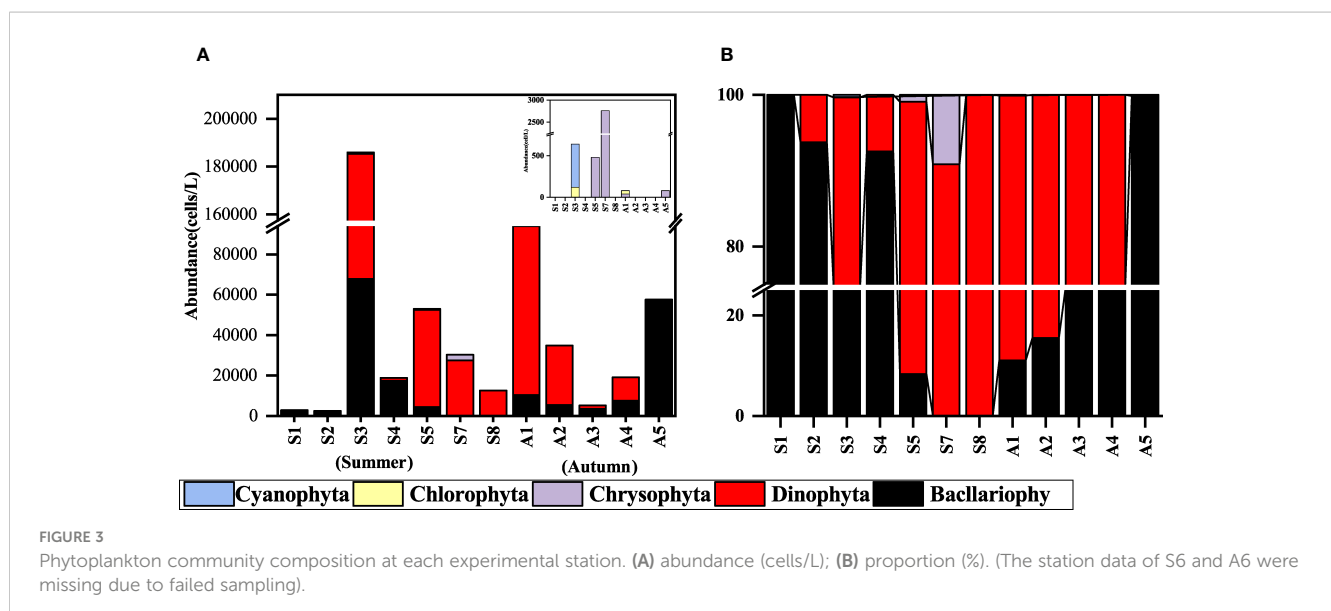 A
B
200000
180000
160000
80000
60000
40000
20000
0
Abundance(cells/L)
3000
2500
500
0
Abundance(cell/L)
S1 S2 S3 S4 S5 S7 S8 A1 A2 A3 A4 A5
S1 S2 S3 S4 S5 S7 S8 A1 A2 A3 A4 A5
(Summer) (Autumn)
100
80
20
0
S1 S2 S3 S4 S5 S7 S8 A1 A2 A3 A4 A5
Cyanophyta Chlorophyta Chrysophyta Dinophyta Bacllariophy
FIGURE 3
Phytoplankton community composition at each experimental station. (A) abundance (cells/L); (B) proportion (%). (The station data of S6 and A6 were
missing due to failed sampling).